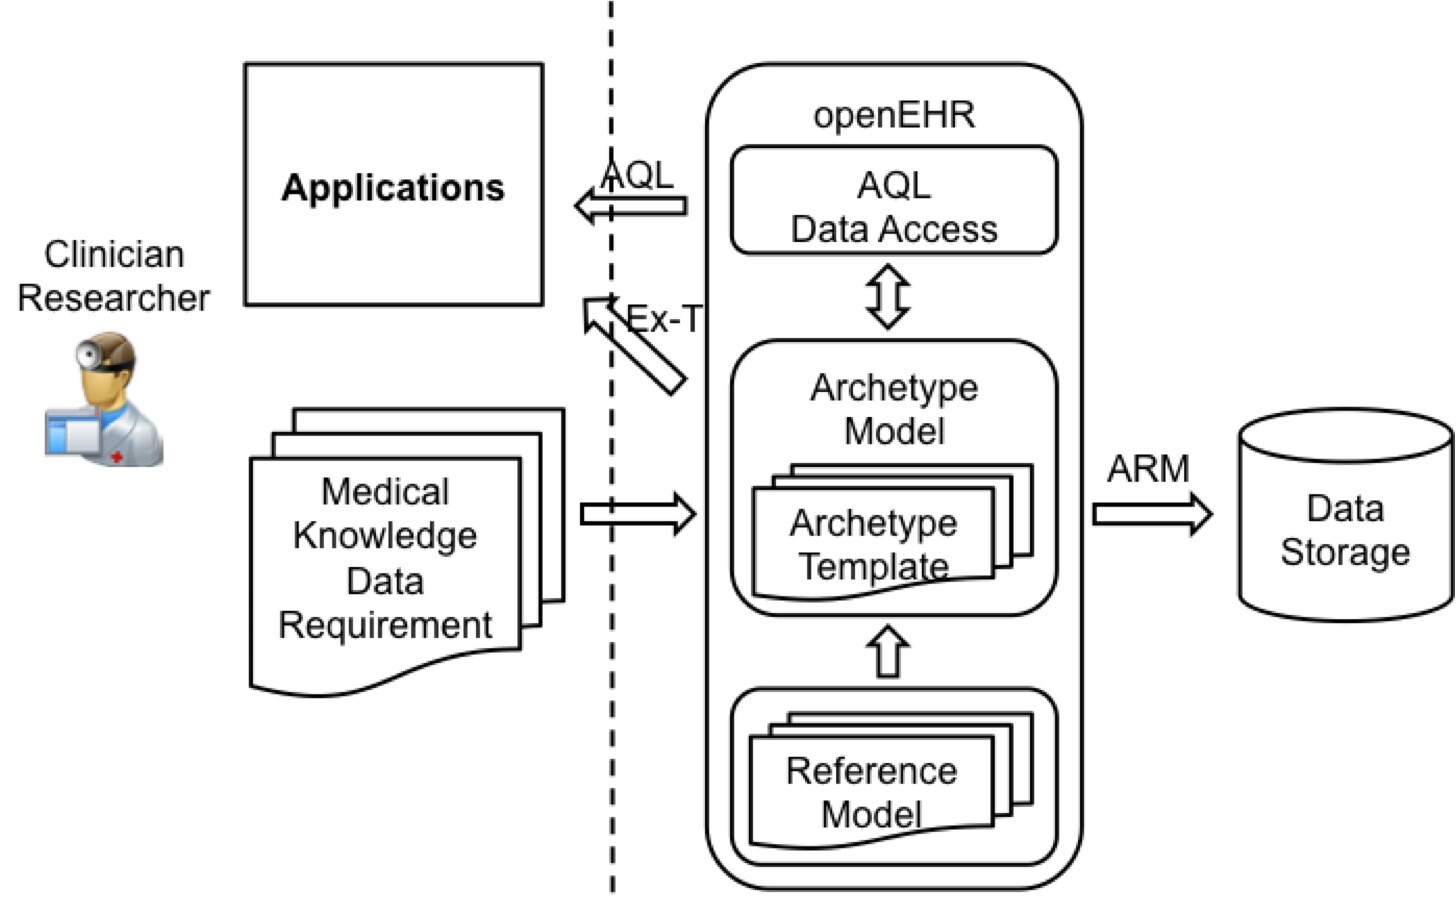 Clinician
Researcher
Applications
Medical
Knowledge
Data
Requirement
AQL
Ex-T
openEHR
AQL
Data Access
Archetype
Model
Archetype
Template
Reference
Model
ARM
Data
Storage